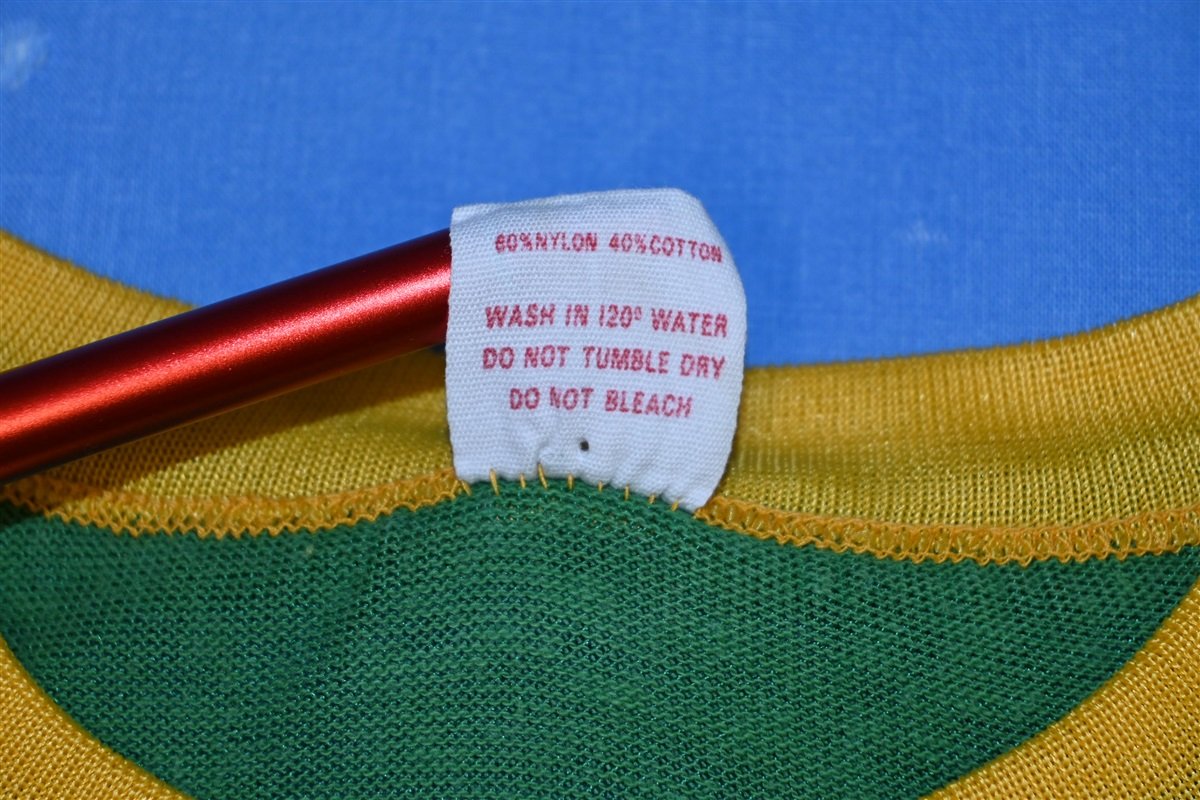 60%NYLON 40%COTTON
WASH IN 120° WATER
DO NOT TUMBLE DRY
DO NOT BLEACH